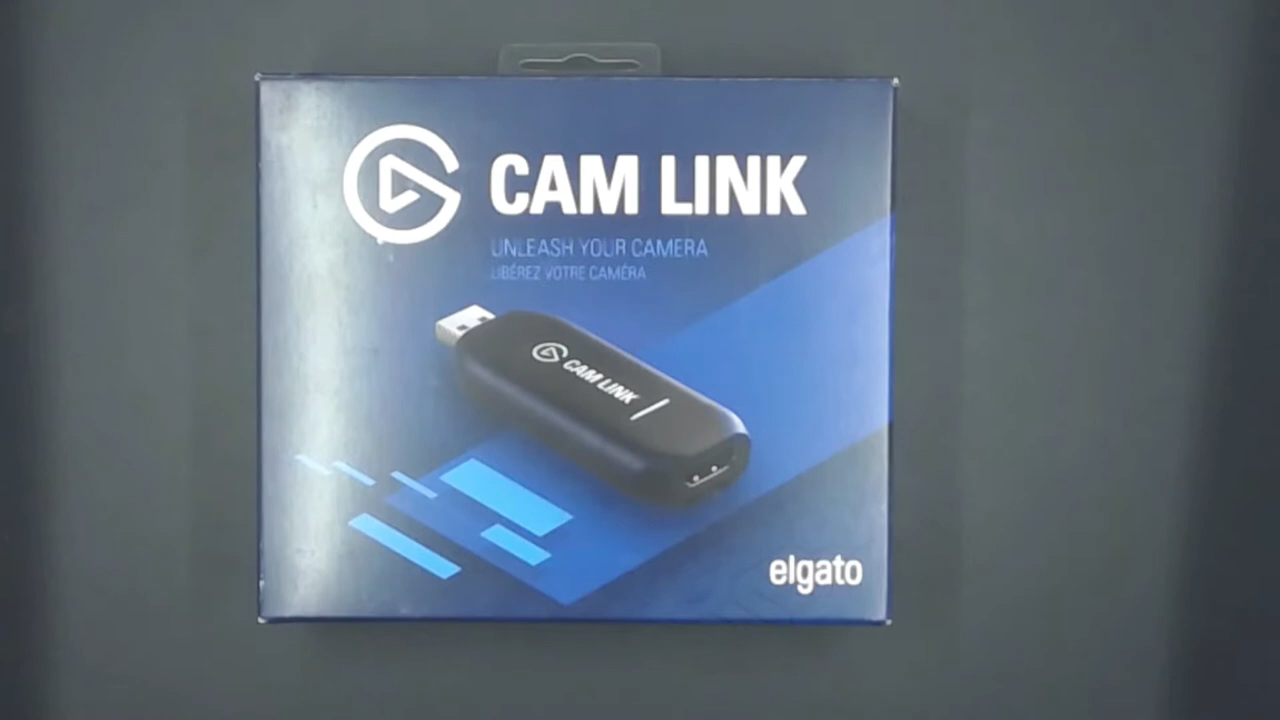 CAM LINK
UNLEASH YOUR CAMERA
LIBÉREZ VOTRE CAMÉRA
CAM LINK
elgato